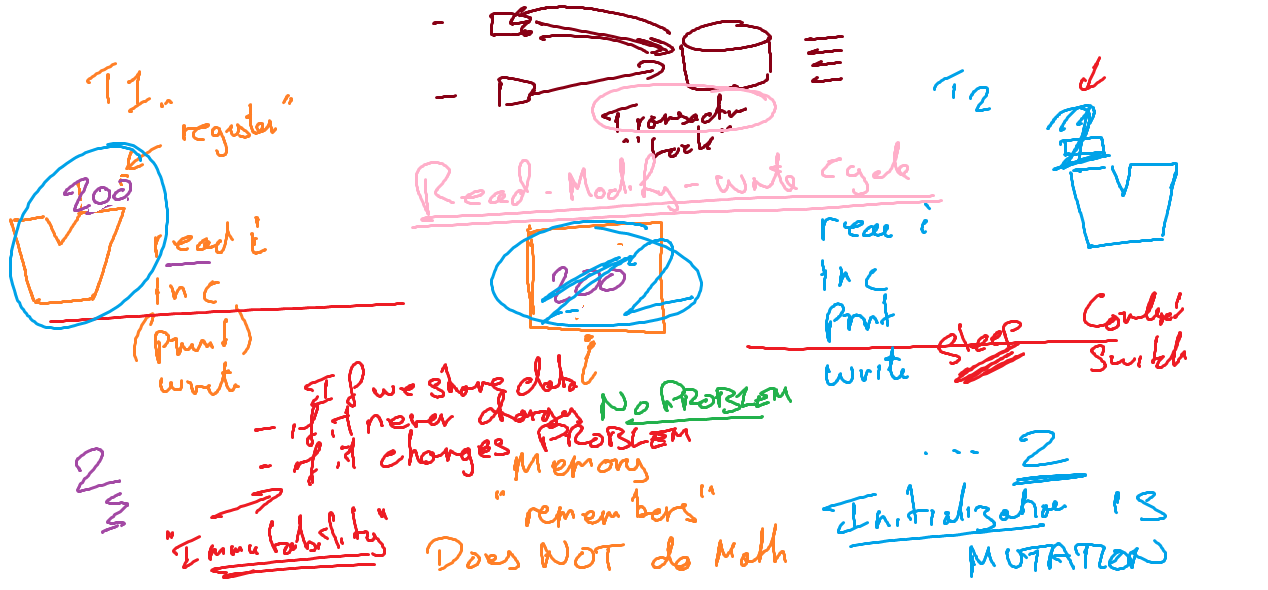 T1
"register"
200
read i
Inc
(Print)
write
2
Transactn
"Lock"
Read-Modify-write cycle
200
2
i
T2
read i
Inc
Print
write
Sleep
Context
Switch
If we share data
- if it never changes NO PROBLEM
- if it changes PROBLEM
"Immutability"
Memory
"remembers"
Does NOT do Math
... 2
Initialization is
MUTATION